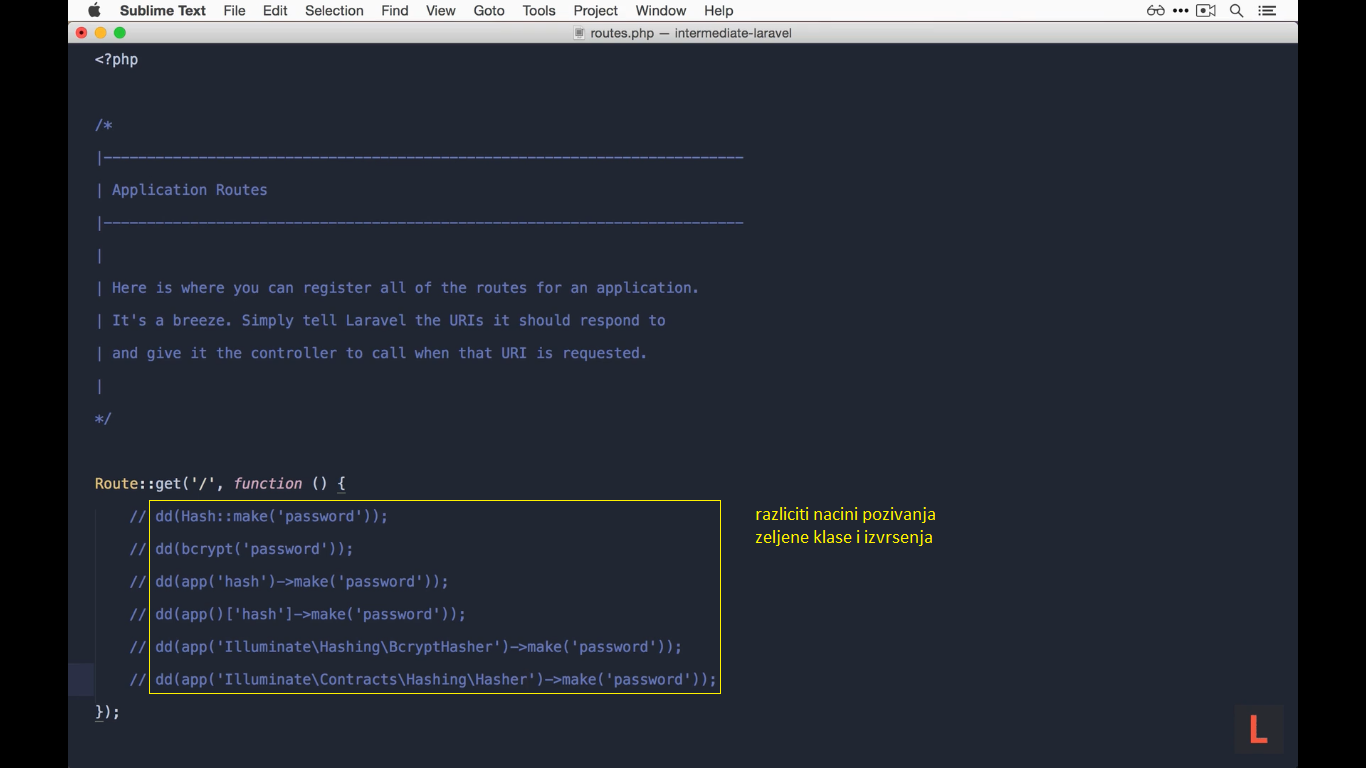 Sublime Text File Edit Selection Find View Goto Tools Project Window Help
routes.php — intermediate-laravel
<?php
/*
|--------------------------------------------------------------------------
| Application Routes
|--------------------------------------------------------------------------
|
| Here is where you can register all of the routes for an application.
| It's a breeze. Simply tell Laravel the URIs it should respond to
| and give it the controller to call when that URI is requested.
|
*/
Route::get('/', function () {
// dd(Hash::make('password'));
// dd(bcrypt('password'));
// dd(app('hash')->make('password'));
// dd(app()['hash']->make('password'));
// dd(app('Illuminate\Hashing\BcryptHasher')->make('password'));
// dd(app('Illuminate\Contracts\Hashing\Hasher')->make('password'));
});
razliciti nacini pozivanja
zeljene klase i izvrsenja
L